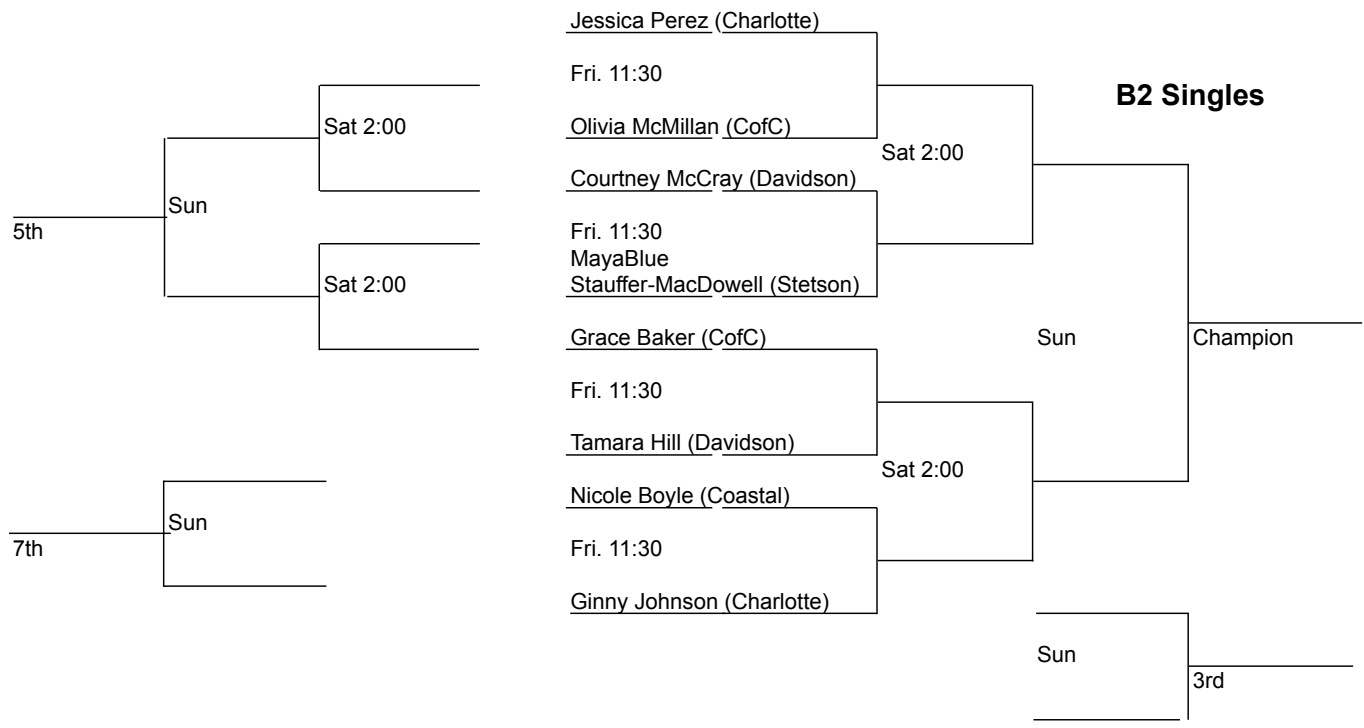 Jessica Perez (Charlotte)
Fri. 11:30
B2 Singles
Sat 2:00
Olivia McMillan (CofC)
Sat 2:00
Courtney McCray (Davidson)
Sun
5th
Fri. 11:30
MayaBlue
Stauffer-MacDowell (Stetson)
Sat 2:00
Grace Baker (CofC)
Sun
Champion
Fri. 11:30
Tamara Hill (Davidson)
Sat 2:00
Nicole Boyle (Coastal)
Sun
7th
Fri. 11:30
Ginny Johnson (Charlotte)
Sun
3rd